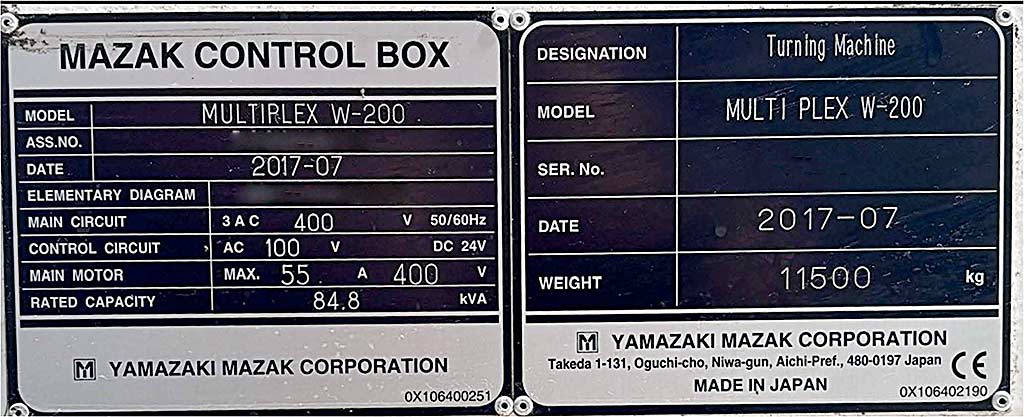 MAZAK CONTROL BOX
MODEL MULTIPLEX W-200
ASS.NO.
DATE 2017-07
ELEMENTARY DIAGRAM
MAIN CIRCUIT 3 A C 400 V 50/60Hz
CONTROL CIRCUIT AC 100 V DC 24V
MAIN MOTOR MAX. 55 A 400 V
RATED CAPACITY 84.8 kVA
YAMAZAKI MAZAK CORPORATION
0X106400251
DESIGNATION Turning Machine
MODEL MULTI PLEX W-200
SER. No.
DATE 2017-07
WEIGHT 11500 kg
YAMAZAKI MAZAK CORPORATION
Takeda 1-131, Oguchi-cho, Niwa-gun, Aichi-Pref., 480-0197 Japan
CE
MADE IN JAPAN
0X106402190